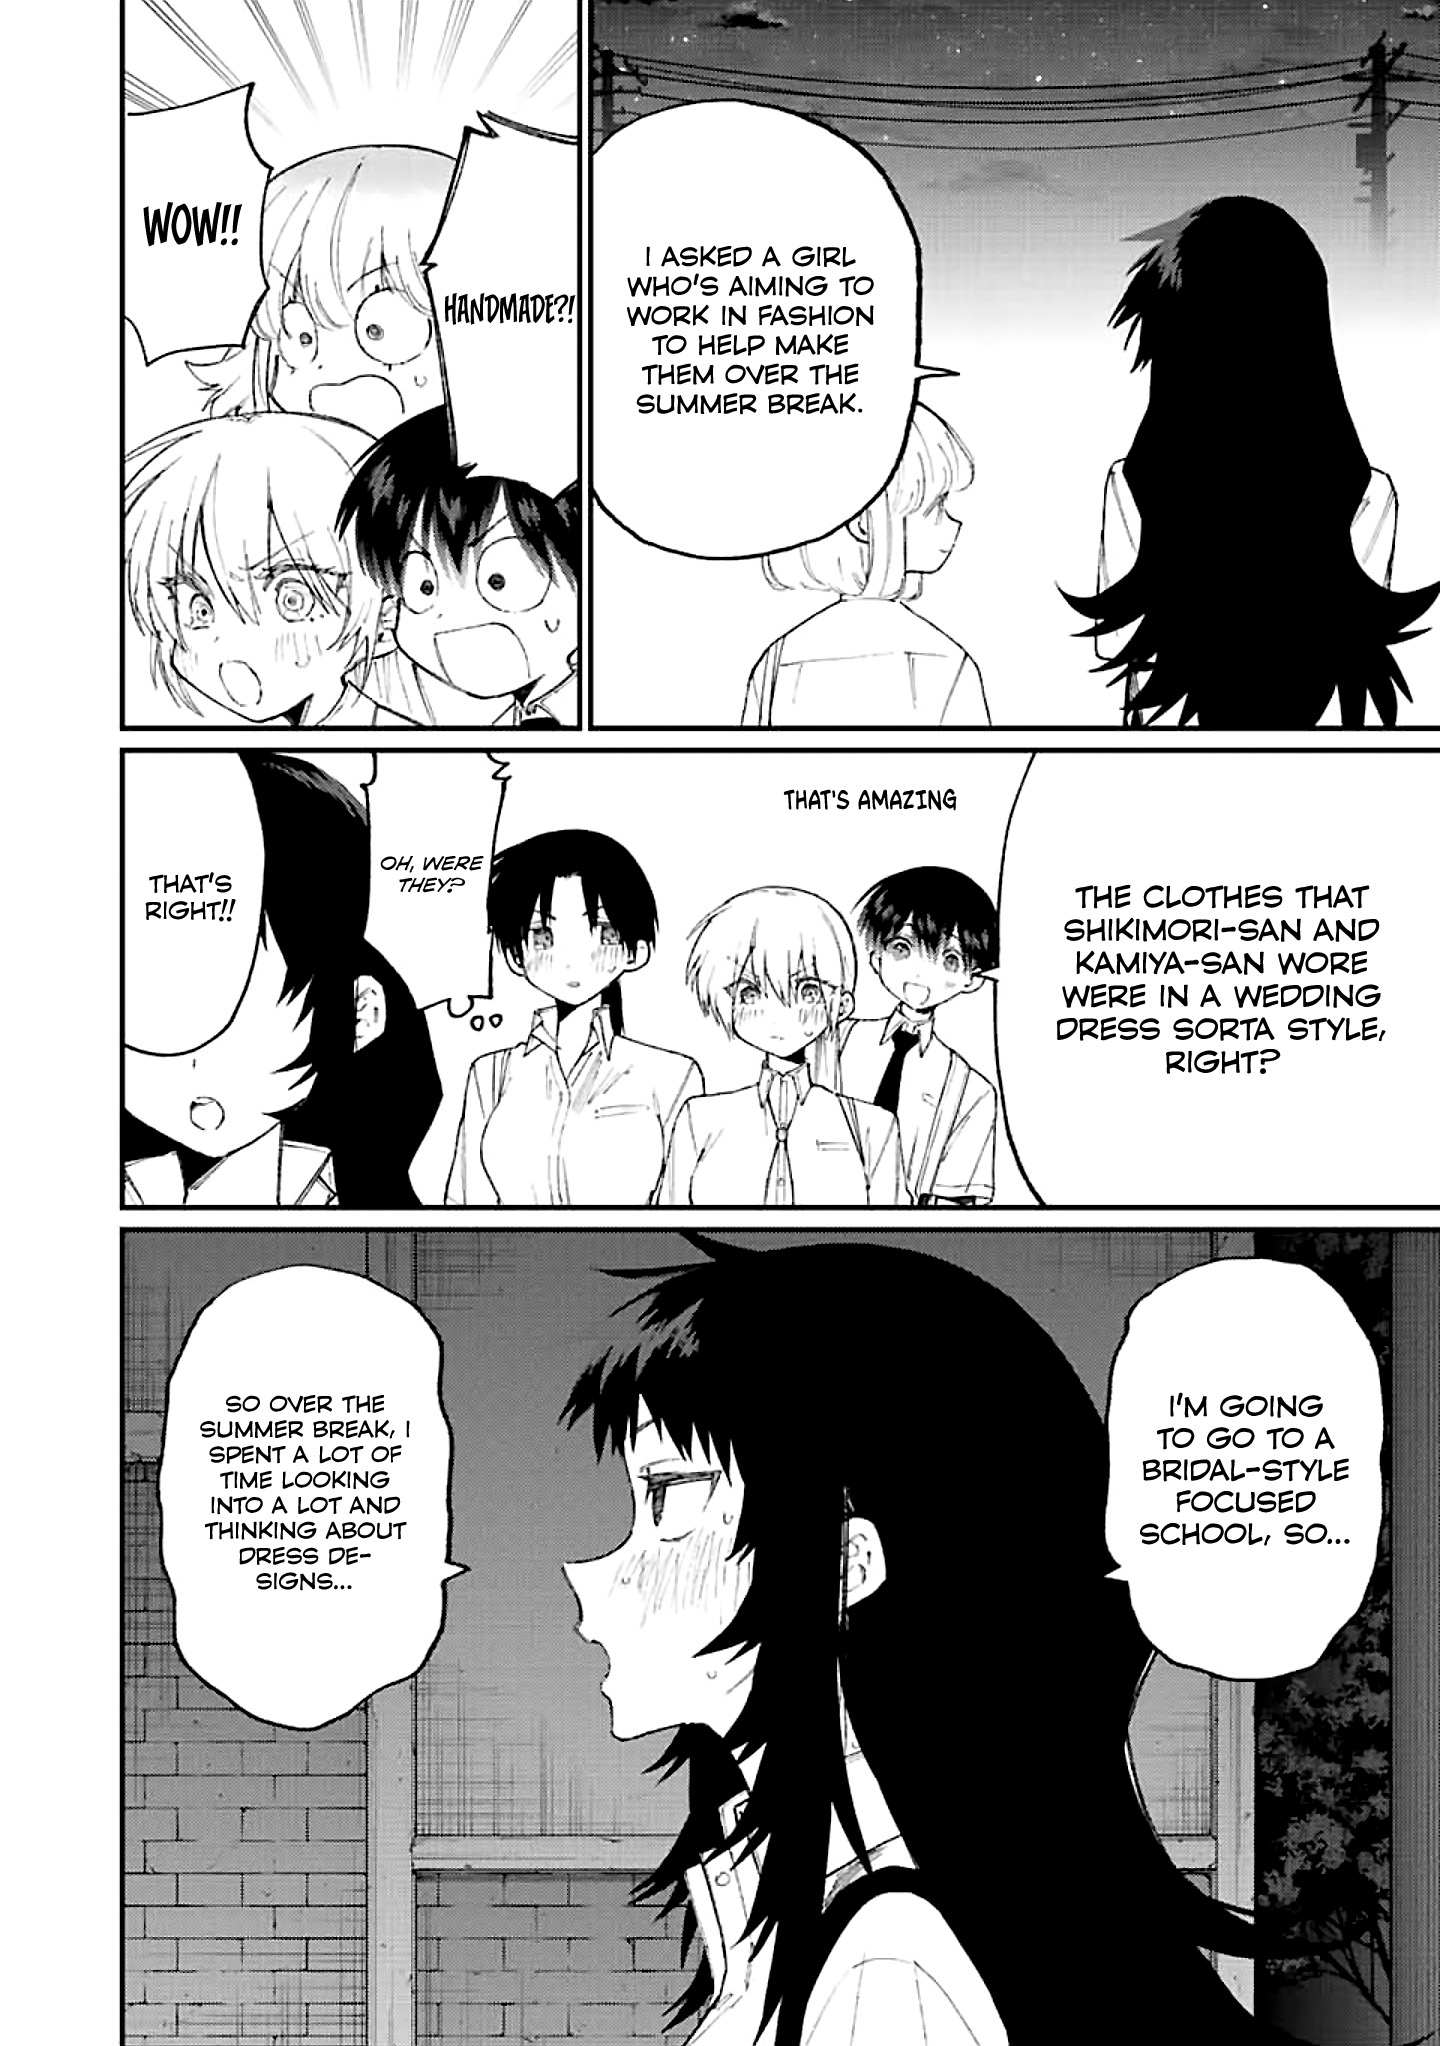 I ASKED A GIRL
WHO'S AIMING TO
WORK IN FASHION
TO HELP MAKE
THEM OVER THE
SUMMER BREAK.
HANDMADE?!
WOW!!
THE CLOTHES THAT
SHIKIMORI-SAN AND
KAMIYA-SAN WORE
WERE IN A WEDDING
DRESS SORTA STYLE,
RIGHT?
THAT'S AMAZING
OH, WERE
THEY?
THAT'S
RIGHT!!
I'M GOING
TO GO TO A
BRIDAL-STYLE
FOCUSED
SCHOOL, SO...
SO OVER THE
SUMMER BREAK, I
SPENT A LOT OF
TIME LOOKING
INTO A LOT AND
THINKING ABOUT
DRESS DE-
SIGNS...